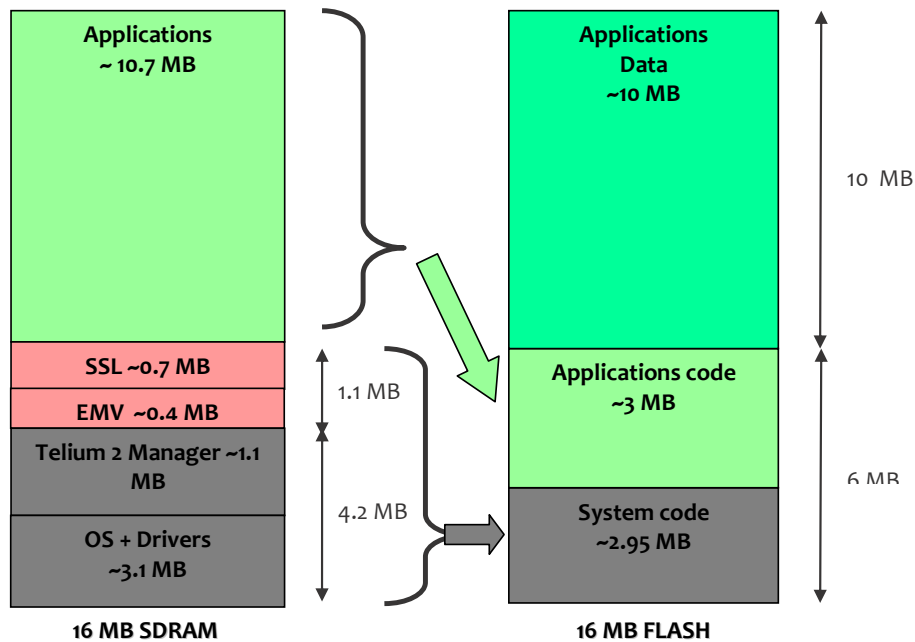 Applications
~ 10.7 MB
SSL ~0.7 MB
EMV ~0.4 MB
Telium 2 Manager ~1.1
MB
OS + Drivers
~3.1 MB
16 MB SDRAM
1.1 MB
4.2 MB
Applications
Data
~10 MB
Applications code
~3 MB
System code
~2.95 MB
16 MB FLASH
10 MB
6 MB